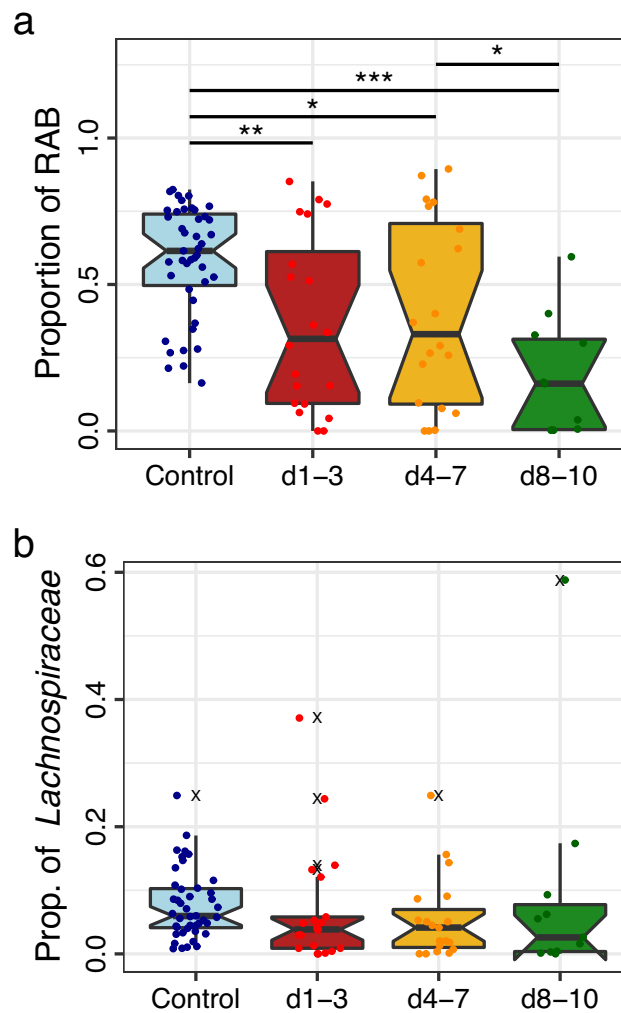 a
Proportion of RAB
1.0
0.5
0.0
*
***
*
**
Control d1–3 d4–7 d8–10
b
Prop. of Lachnospiraceae
0.6
0.4
0.2
0.0
x
x
x
x
x
x
x
Control d1–3 d4–7 d8–10